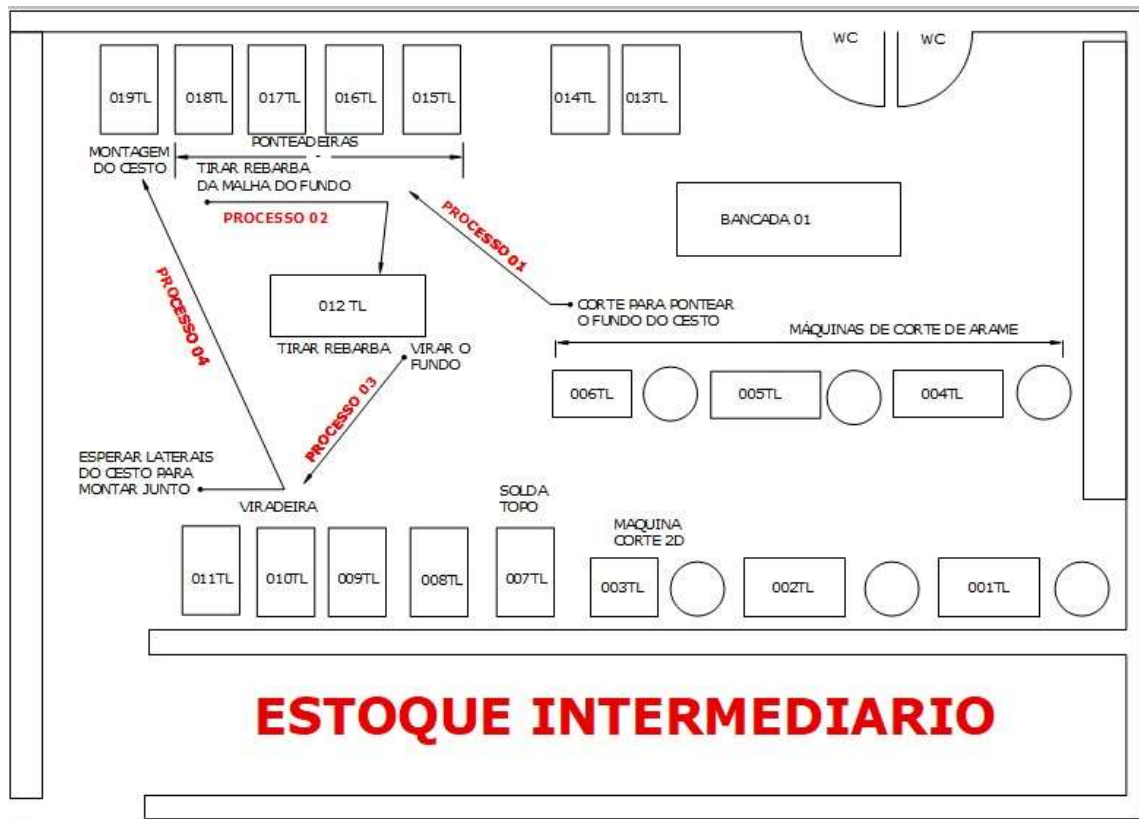 WC
WC
019TL
018TL
017TL
016TL
015TL
014TL
013TL
MONTAGEM
DO CESTO
PONTEADEIRAS
TIRAR REBARBA
DA MALHA DO FUNDO
PROCESSO 02
PROCESSO 01
BANCADA 01
PROCESSO 04
012 TL
CORTE PARA PONTEAR
O FUNDO DO CESTO
MÁQUINAS DE CORTE DE ARAME
TIRAR REBARBA
VIRAR O
FUNDO
PROCESSO 03
006TL
005TL
004TL
ESPERAR LATERAIS
DO CESTO PARA
MONTAR JUNTO
VIRADEIRA
SOLDA
TOPO
MAQUINA
CORTE 2D
011TL
010TL
009TL
008TL
007TL
003TL
002TL
001TL
ESTOQUE INTERMEDIARIO